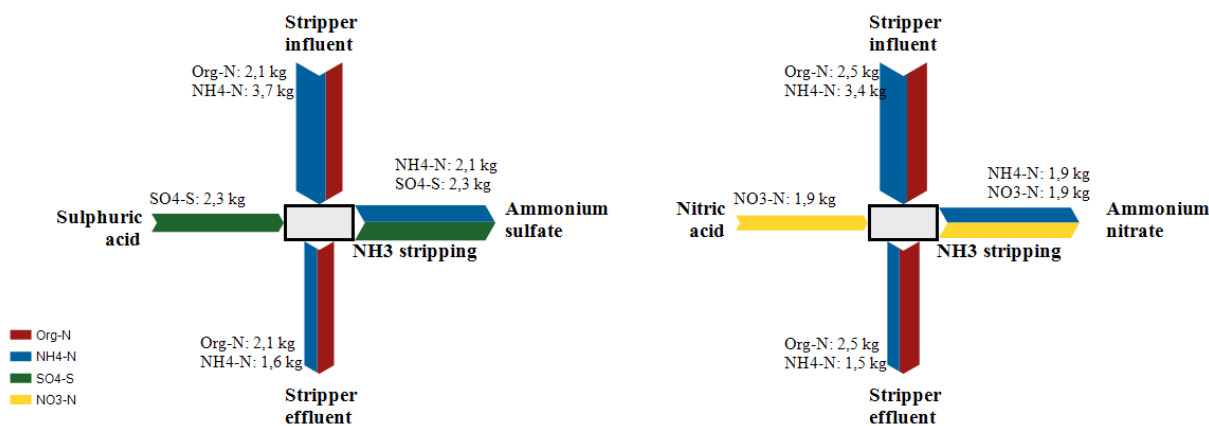 Stripper
influent
Org-N: 2,1 kg
NH4-N: 3,7 kg
NH4-N: 2,1 kg
SO4-S: 2,3 kg
SO4-S: 2,3 kg
Sulphuric
acid
Ammonium
sulfate
NH3 stripping
Org-N: 2,1 kg
NH4-N: 1,6 kg
Stripper
effluent
Org-N
NH4-N
SO4-S
NO3-N
Stripper
influent
Org-N: 2,5 kg
NH4-N: 3,4 kg
NH4-N: 1,9 kg
NO3-N: 1,9 kg
NO3-N: 1,9 kg
Nitric
acid
Ammonium
nitrate
NH3 stripping
Org-N: 2,5 kg
NH4-N: 1,5 kg
Stripper
effluent